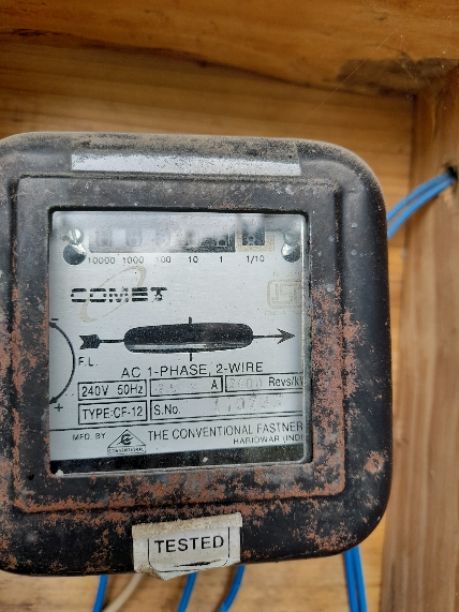 10000 1000 100 10 1 1/10
COMET
ISI
F.L.
AC 1-PHASE, 2-WIRE
240V 50Hz A Revs/k
TYPE:CF-12 S.No.
MFD. BY THE CONVENTIONAL FASTNER
HARIDWAR (INDI
TESTED